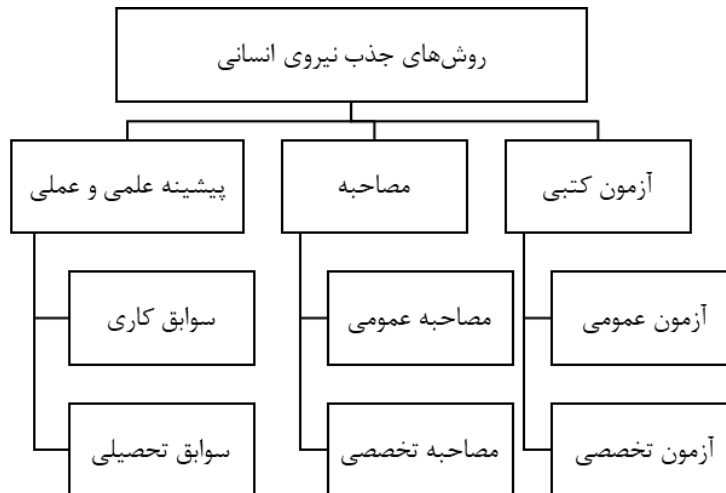 روش‌های جذب نیروی انسانی
آزمون کتبی
مصاحبه
پیشینه علمی و عملی
آزمون عمومی
مصاحبه عمومی
سوابق کاری
آزمون تخصصی
مصاحبه تخصصی
سوابق تحصیلی